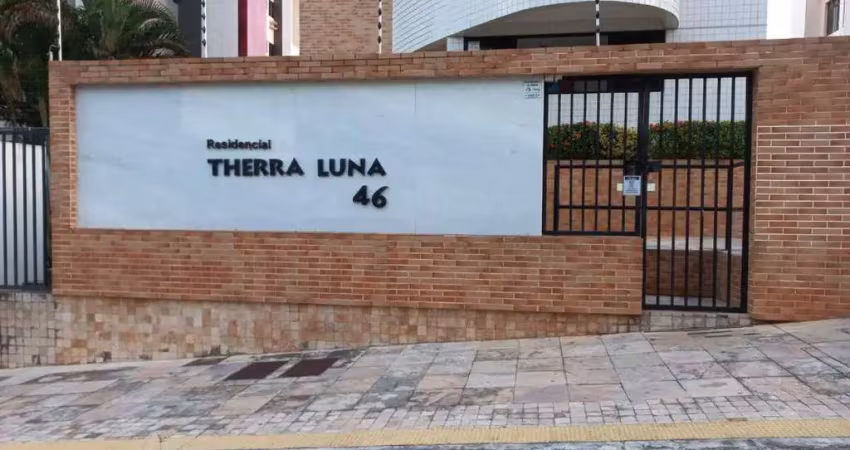 Residencial
THERRA LUNA
46